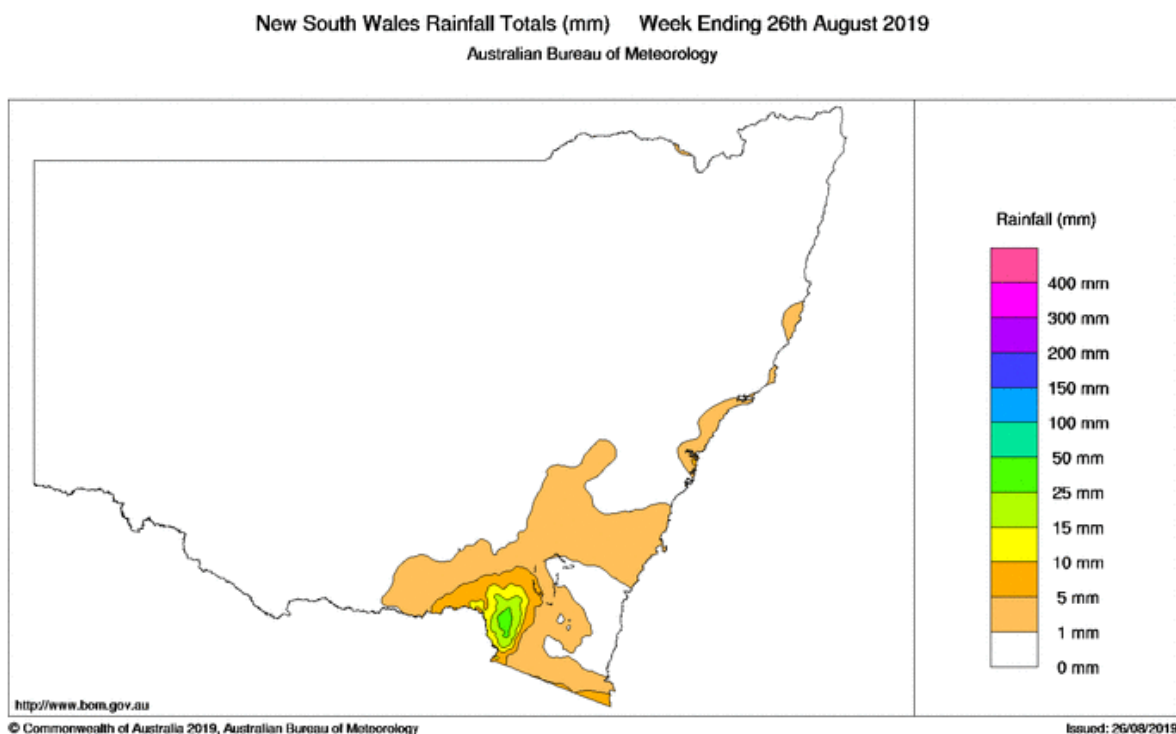 New South Wales Rainfall Totals (mm) Week Ending 26th August 2019
Australian Bureau of Meteorology
Rainfall (mm)
400 mm
300 mm
200 mm
150 mm
100 mm
50 mm
25 mm
15 mm
10 mm
5 mm
1 mm
0 mm
http://www.bom.gov.au
© Commonwealth of Australia 2019, Australian Bureau of Meteorology Issued: 26/08/2019